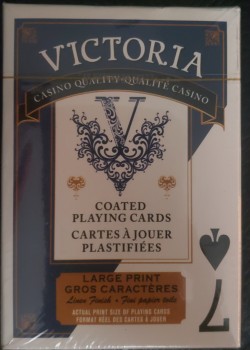 VICTORIA
CASINO QUALITY-QUALITÉ CASINO
V
COATED
PLAYING CARDS
CARTES À JOUER
PLASTIFIÉES
LARGE PRINT
GROS CARACTÈRES
Linen Finish • Fini papier toile
ACTUAL PRINT SIZE OF PLAYING CARDS
FORMAT RÉEL DES CARTES À JOUER
7